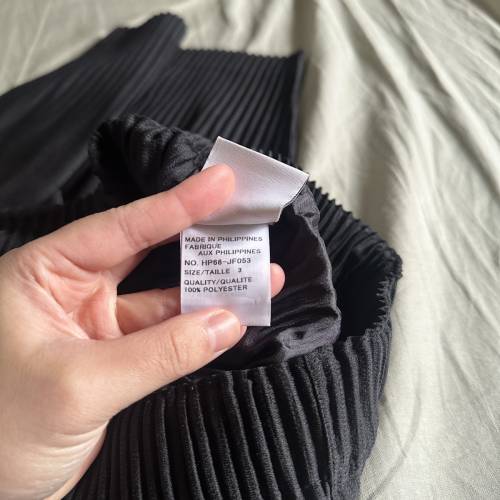 MADE IN PHILIPPINES
FABRIQUE
AUX PHILIPPINES
NO. HP66-JF053
SIZE/TAILLE 3
QUALITY/QUALITE
100% POLYESTER